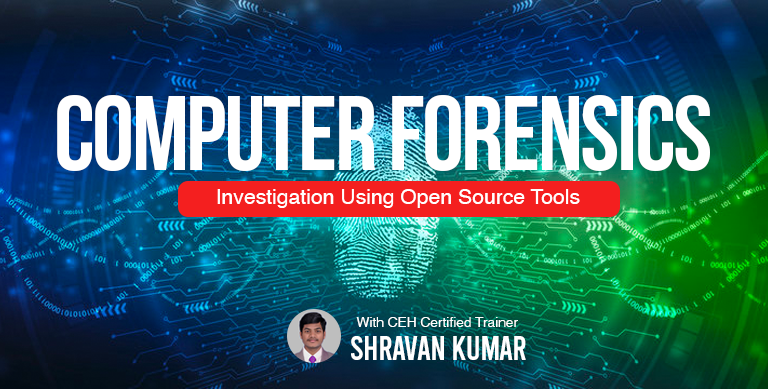 COMPUTER FORENSICS
Investigation Using Open Source Tools
With CEH Certified Trainer
SHRAVAN KUMAR